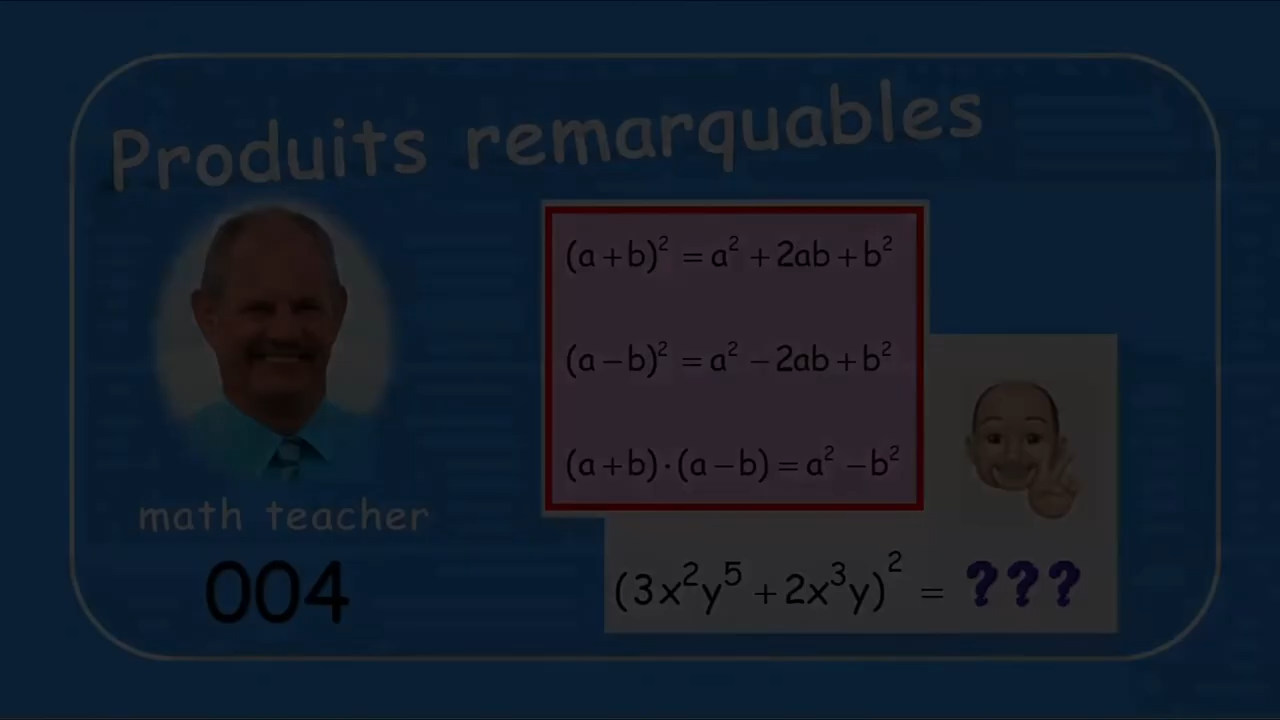 Produits remarquables
(a+b)² = a² + 2ab + b²
(a−b)² = a² − 2ab + b²
(a+b)·(a−b) = a² − b²
math teacher
004
(3x²y⁵ + 2x³y)² = ???